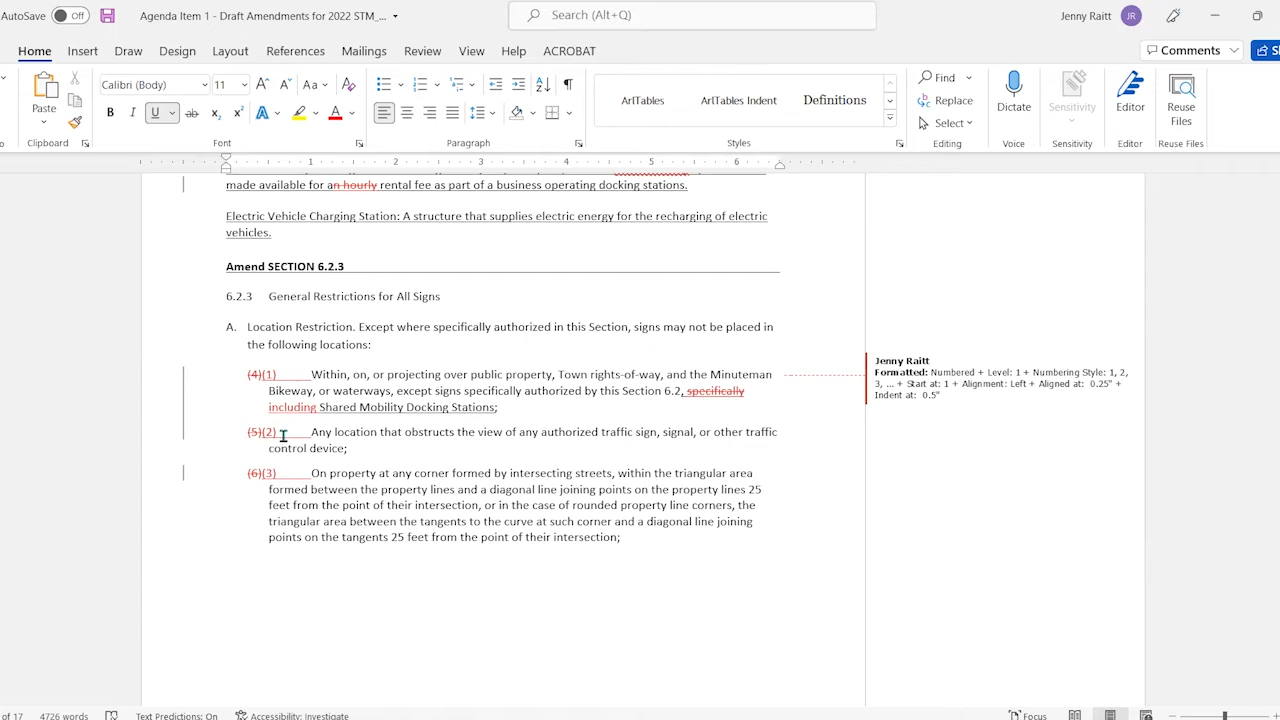 AutoSave Off Agenda Item 1 - Draft Amendments for 2022 STM_... Search (Alt+Q) Jenny Raitt JR
Home Insert Draw Design Layout References Mailings Review View Help ACROBAT Comments
Calibri (Body) 11 Aa ArlTables ArlTables Indent Definitions Find Replace Select
Paste Dictate Sensitivity Editor Reuse Files
Clipboard Font Paragraph Styles Editing Voice Sensitivity Editor Reuse Files
1 2 3 4 5 6
made available for an hourly rental fee as part of a business operating docking stations.
Electric Vehicle Charging Station: A structure that supplies electric energy for the recharging of electric
vehicles.
Amend SECTION 6.2.3
6.2.3 General Restrictions for All Signs
A. Location Restriction. Except where specifically authorized in this Section, signs may not be placed in
the following locations:
(4)(1) Within, on, or projecting over public property, Town rights-of-way, and the Minuteman
Bikeway, or waterways, except signs specifically authorized by this Section 6.2, specifically
including Shared Mobility Docking Stations;
(5)(2) Any location that obstructs the view of any authorized traffic sign, signal, or other traffic
control device;
(6)(3) On property at any corner formed by intersecting streets, within the triangular area
formed between the property lines and a diagonal line joining points on the property lines 25
feet from the point of their intersection, or in the case of rounded property line corners, the
triangular area between the tangents to the curve at such corner and a diagonal line joining
points on the tangents 25 feet from the point of their intersection;
Jenny Raitt
Formatted: Numbered + Level: 1 + Numbering Style: 1, 2,
3, ... + Start at: 1 + Alignment: Left + Aligned at: 0.25" +
Indent at: 0.5"
of 17 4726 words Text Predictions: On Accessibility: Investigate Focus